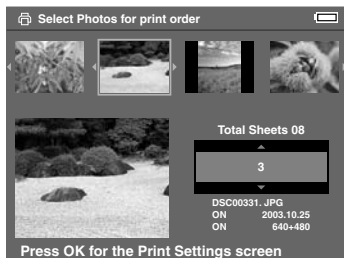 Select Photos for print order
Total Sheets 08
3
DSC00331. JPG
ON 2003.10.25
ON 640+480
Press OK for the Print Settings screen